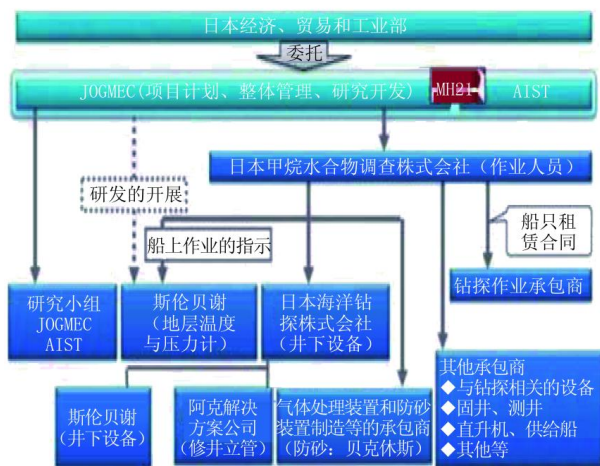 日本经济、贸易和工业部
委托
JOGMEC(项目计划、整体管理、研究开发) MH21 AIST
日本甲烷水合物调查株式会社（作业人员）
研发的开展
船上作业的指示
船只租
赁合同
研究小组
JOGMEC
AIST
斯伦贝谢
（地层温度
与压力计）
日本海洋钻
探株式会社
（井下设备）
钻探作业承包商
斯伦贝谢
（井下设备）
阿克解决
方案公司
（修井立管）
气体处理装置和防砂
装置制造等的承包商
（防砂：贝克休斯）
其他承包商
◆与钻探相关的设备
◆固井、测井
◆直升机、供给船
◆其他等